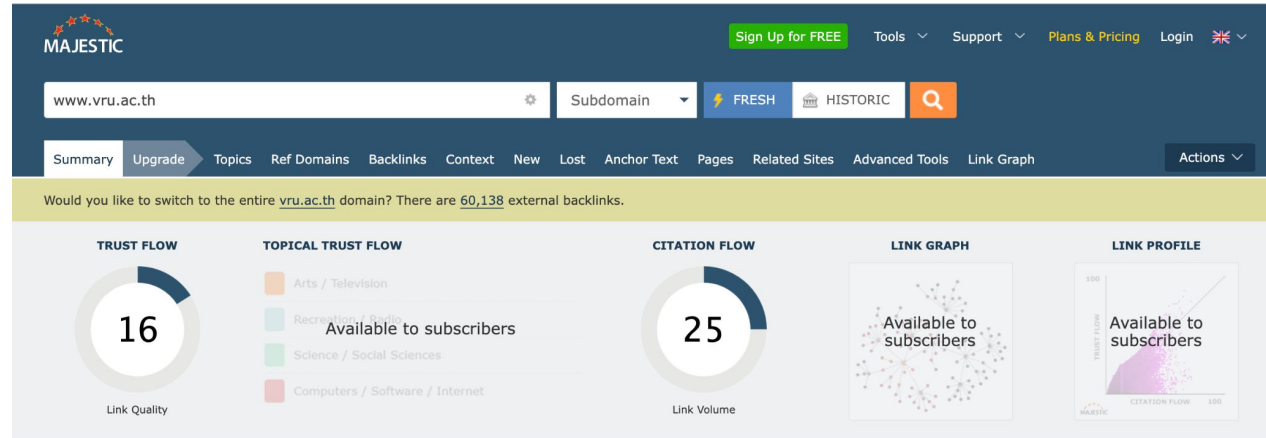 MAJESTIC
Sign Up for FREE Tools Support Plans & Pricing Login
www.vru.ac.th Subdomain FRESH HISTORIC
Summary Upgrade Topics Ref Domains Backlinks Context New Lost Anchor Text Pages Related Sites Advanced Tools Link Graph Actions
Would you like to switch to the entire vru.ac.th domain? There are 60,138 external backlinks.
TRUST FLOW
16
Link Quality
TOPICAL TRUST FLOW
Arts / Television
Recreation / Radio
Available to subscribers
Science / Social Sciences
Computers / Software / Internet
CITATION FLOW
25
Link Volume
LINK GRAPH
Available to
subscribers
LINK PROFILE
100
Available to
subscribers
TRUST FLOW
CITATION FLOW 100
MAJESTIC